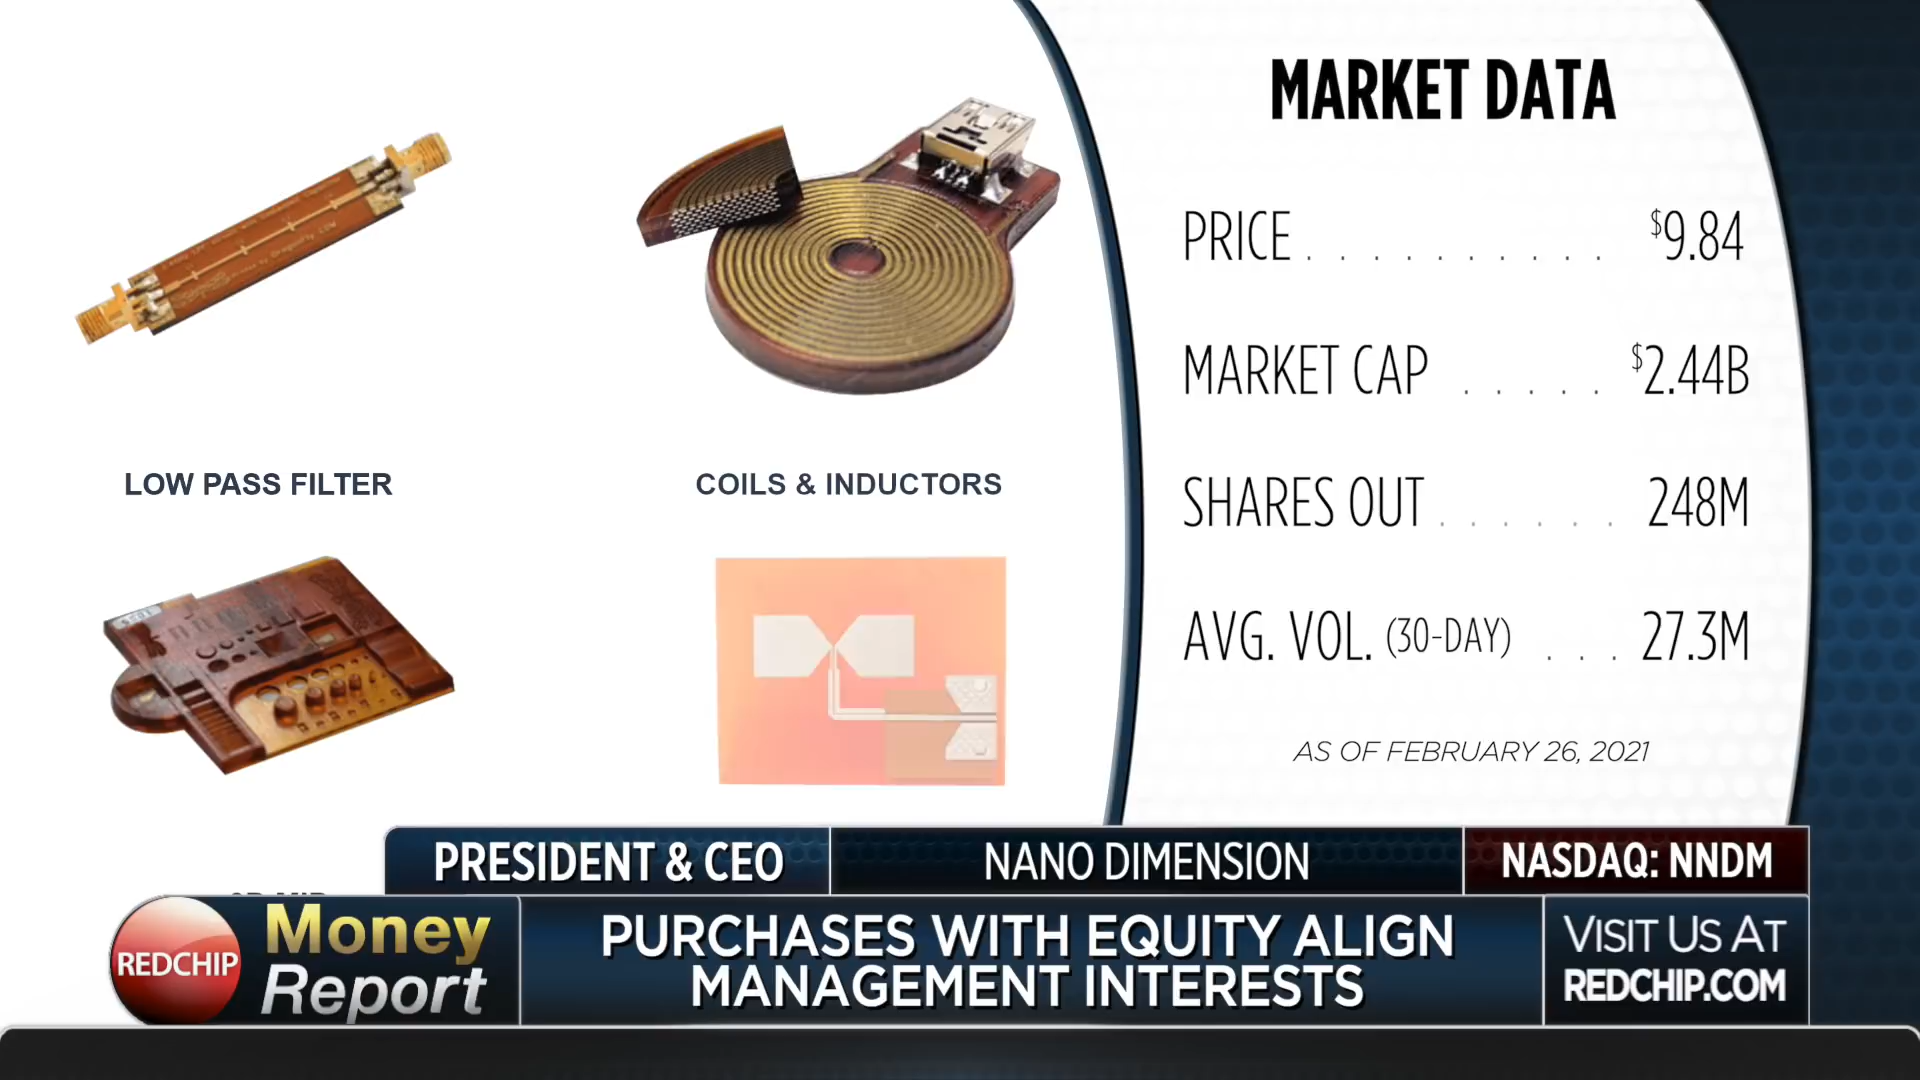 MARKET DATA
PRICE . . . . . . . . . . $9.84
MARKET CAP . . . . . $2.44B
SHARES OUT . . . . . . 248M
AVG. VOL. (30-DAY) . . . 27.3M
AS OF FEBRUARY 26, 2021
LOW PASS FILTER
COILS & INDUCTORS
PRESIDENT & CEO
NANO DIMENSION
NASDAQ: NNDM
REDCHIP
Money
Report
PURCHASES WITH EQUITY ALIGN
MANAGEMENT INTERESTS
VISIT US AT
REDCHIP.COM